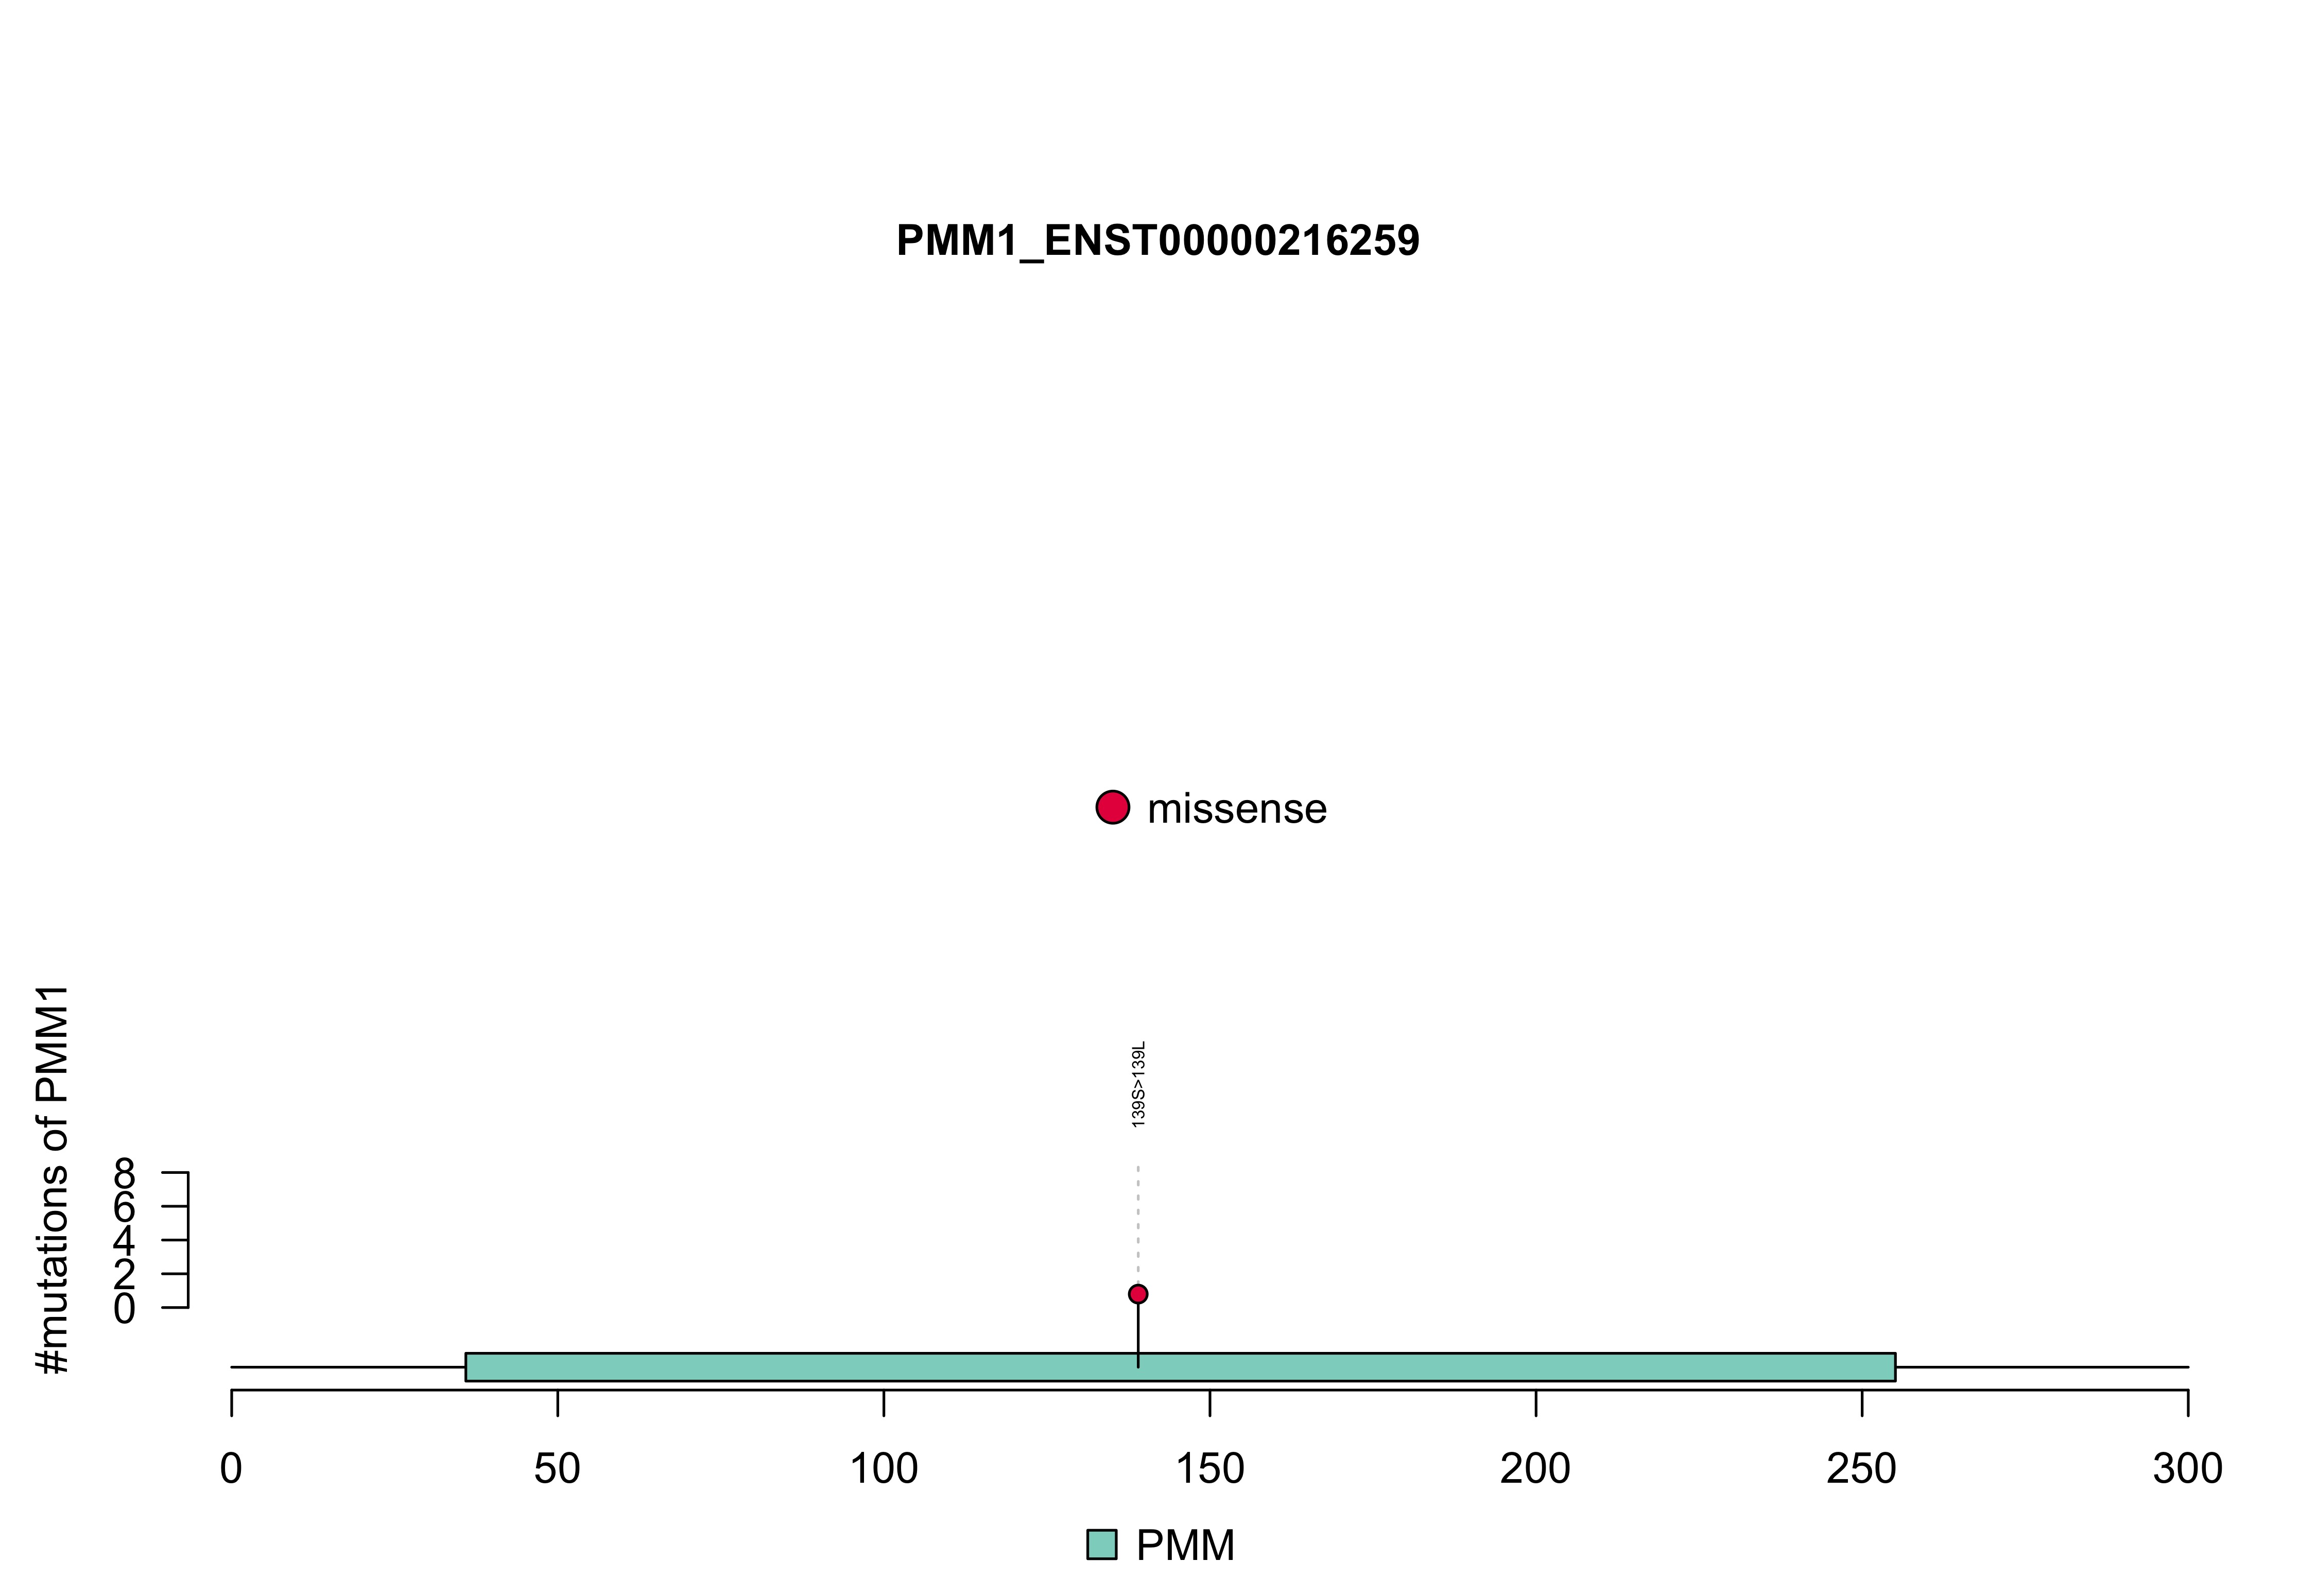 PMM1_ENST00000216259
missense
#mutations of PMM1
139S>139L
8
6
4
2
0
0 50 100 150 200 250 300
PMM